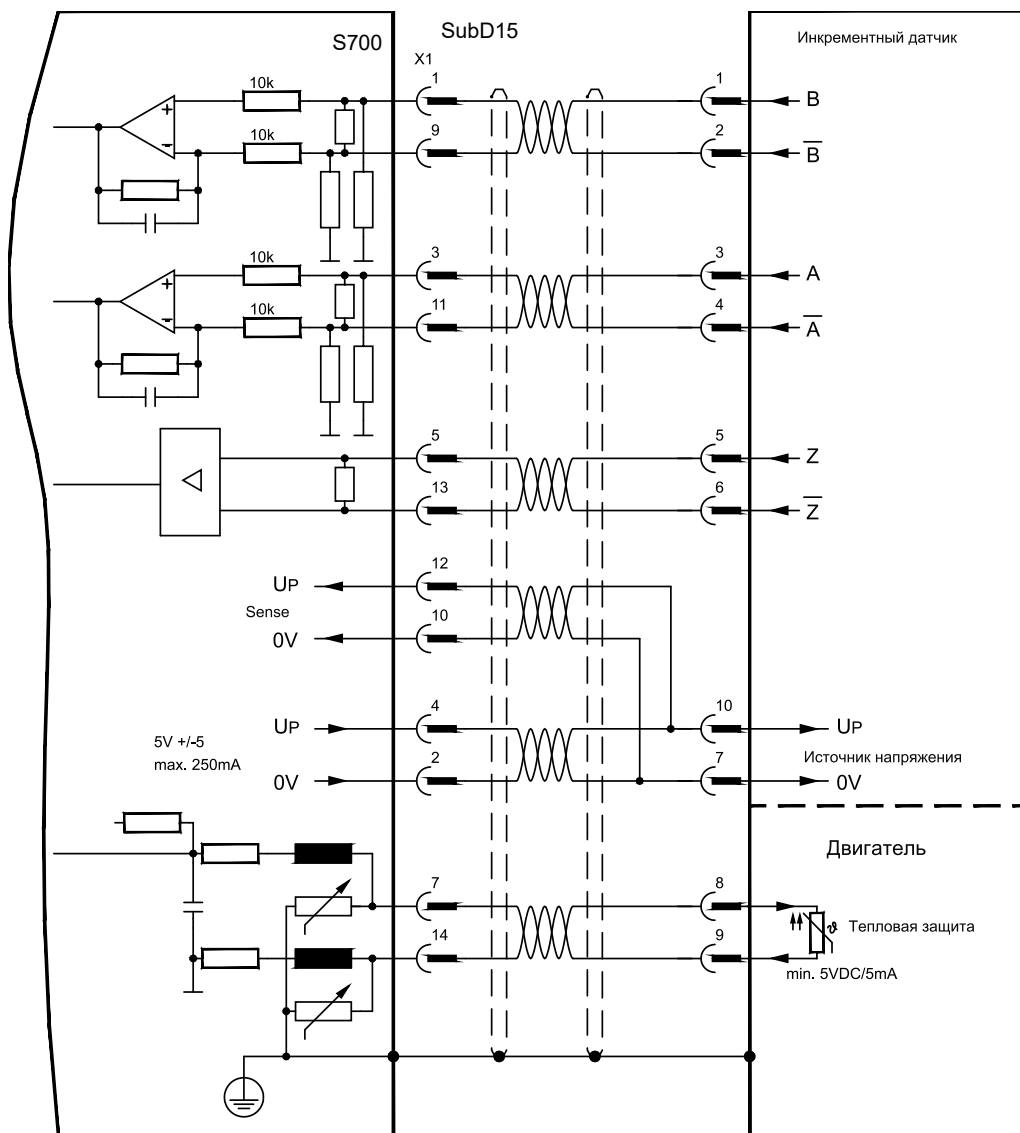 S700
SubD15
Инкрементный датчик
X1
1
1
B
10k
9
2
B̅
10k
3
3
A
10k
11
4
A̅
10k
5
5
Z
13
6
Z̅
12
UP
Sense
10
0V
4
10
UP
UP
5V +/-5
max. 250mA
Источник напряжения
2
7
0V
0V
Двигатель
7
8
Тепловая защита
ϑ
14
9
min. 5VDC/5mA